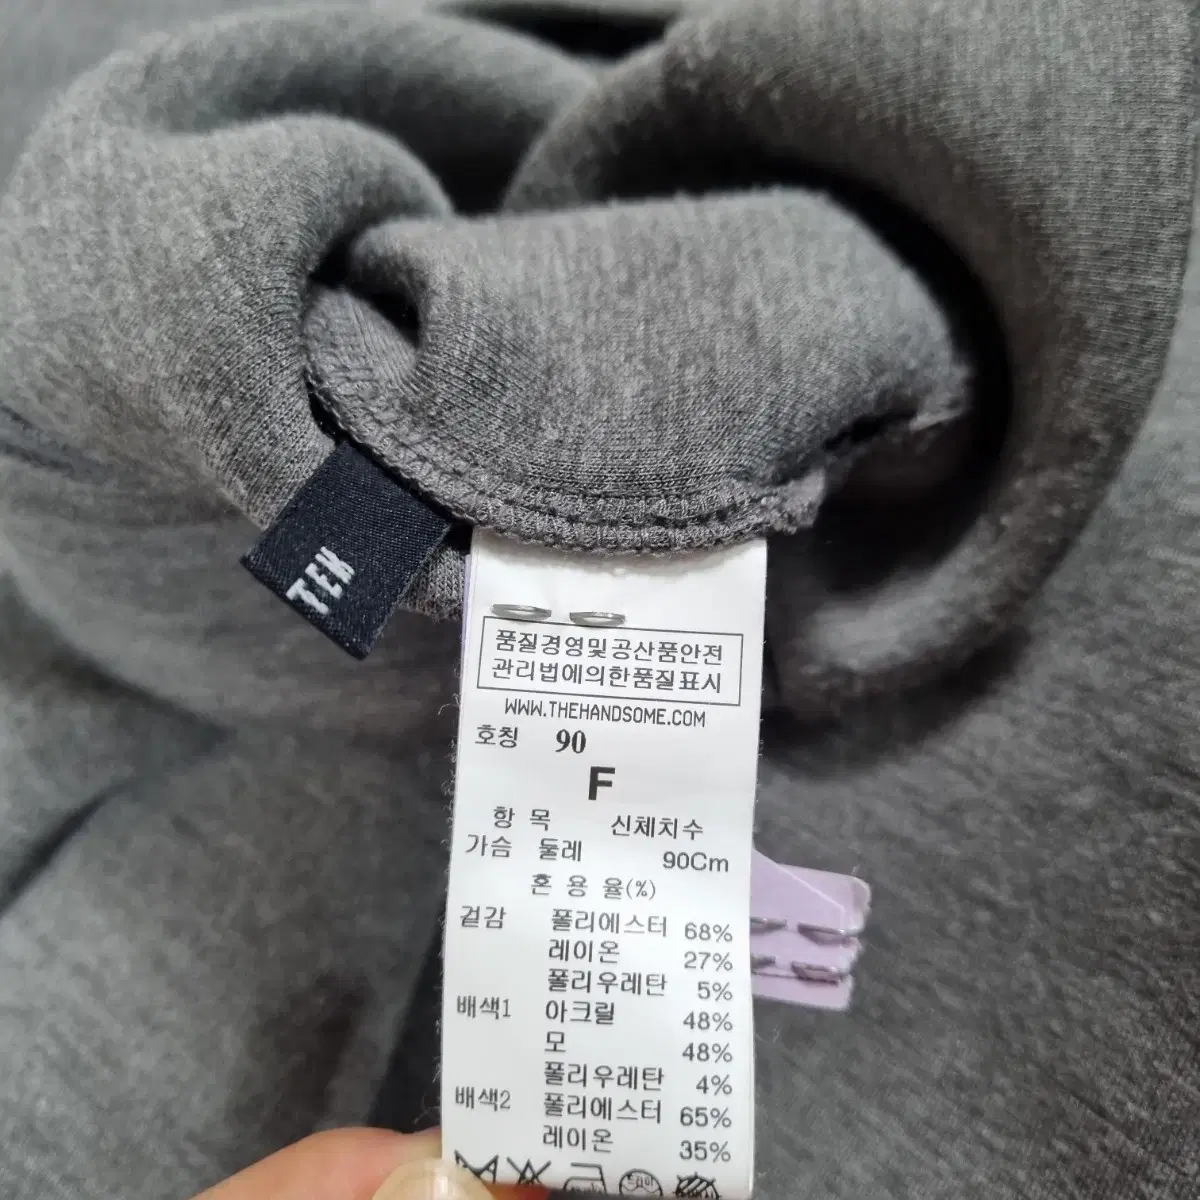 TEN
품질경영및공산품안전
관리법에의한품질표시
WWW.THEHANDSOME.COM
호칭 90
F
항 목 신체치수
가슴 둘레 90Cm
혼 용 율(%)
겉감 폴리에스터 68%
레이온 27%
폴리우레탄 5%
배색1 아크릴 48%
모 48%
폴리우레탄 4%
배색2 폴리에스터 65%
레이온 35%